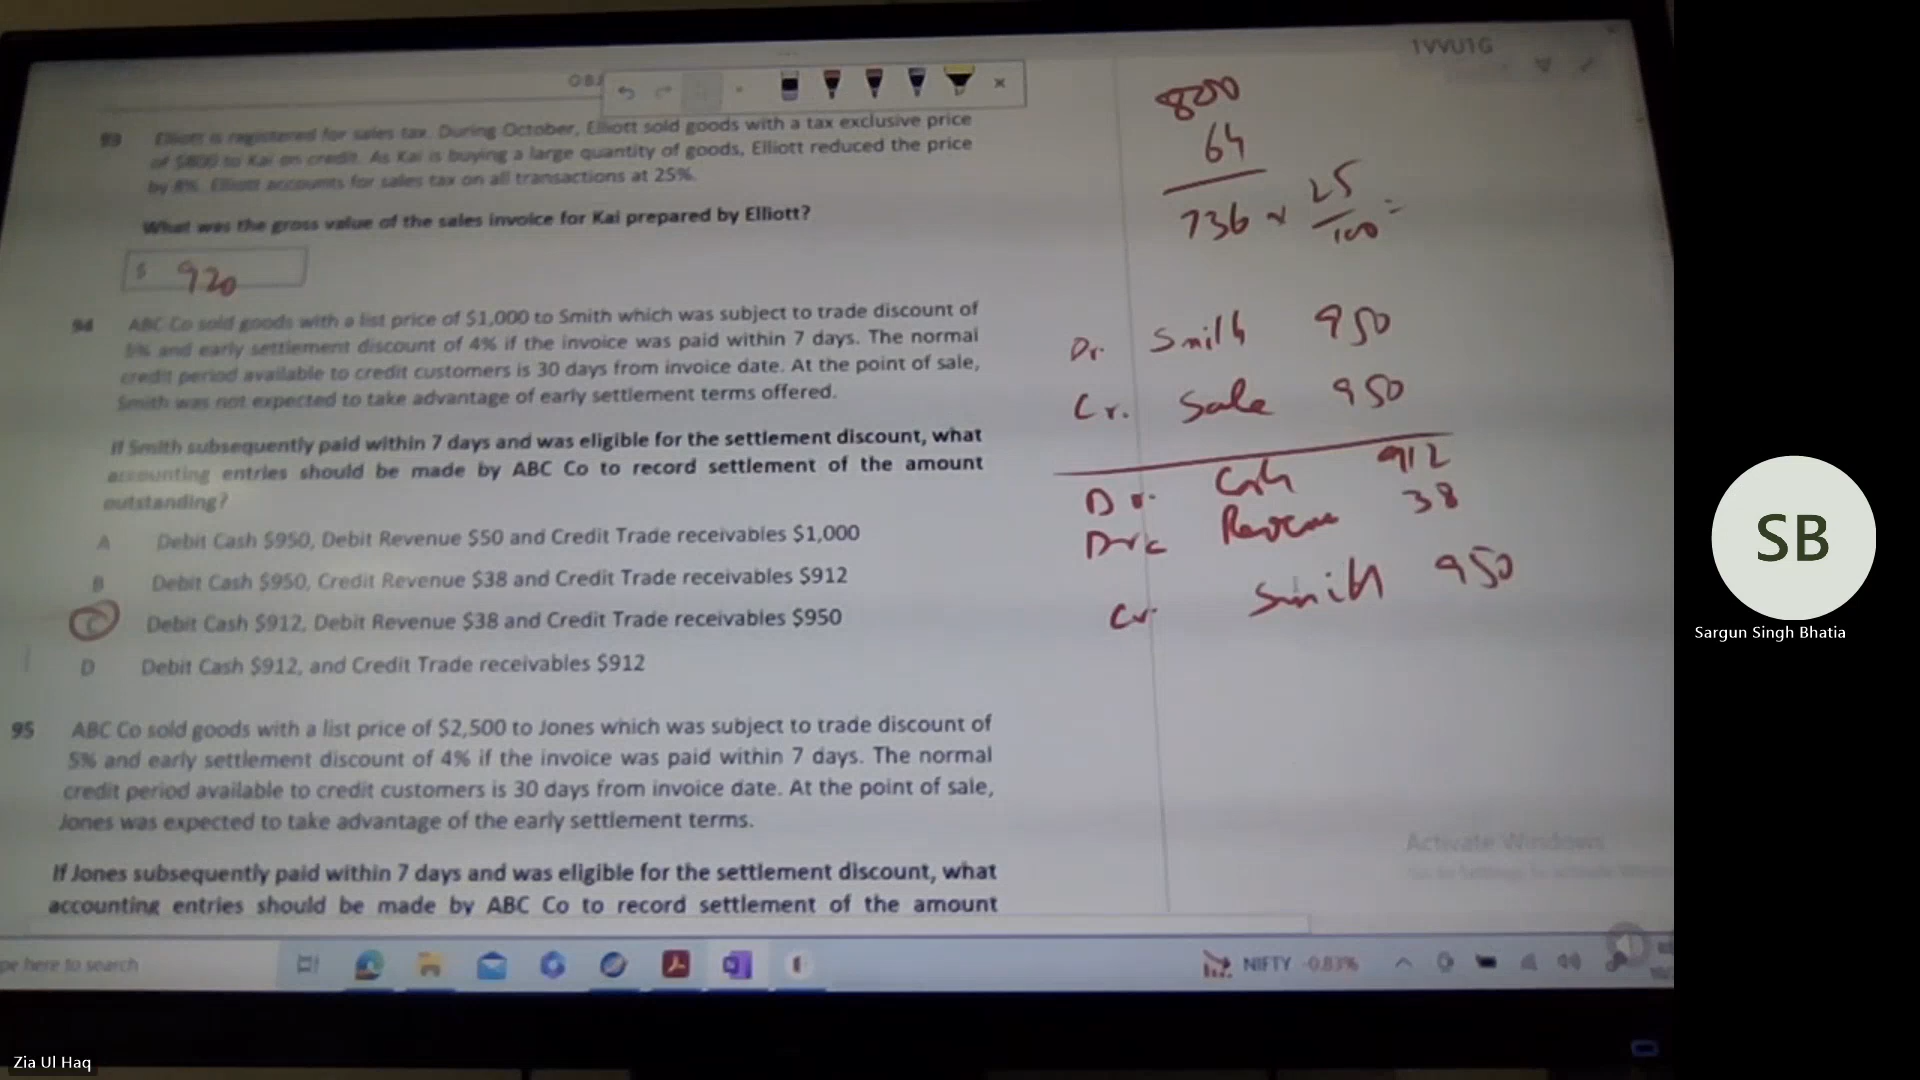 1VVU1G
OBJ
93 Elliott is registered for sales tax. During October, Elliott sold goods with a tax exclusive price
of $800 to Kai on credit. As Kai is buying a large quantity of goods, Elliott reduced the price
by 8%. Elliott accounts for sales tax on all transactions at 25%.
What was the gross value of the sales invoice for Kai prepared by Elliott?
$ 920
94 ABC Co sold goods with a list price of $1,000 to Smith which was subject to trade discount of
5% and early settlement discount of 4% if the invoice was paid within 7 days. The normal
credit period available to credit customers is 30 days from invoice date. At the point of sale,
Smith was not expected to take advantage of early settlement terms offered.
If Smith subsequently paid within 7 days and was eligible for the settlement discount, what
accounting entries should be made by ABC Co to record settlement of the amount
outstanding?
A Debit Cash $950, Debit Revenue $50 and Credit Trade receivables $1,000
B Debit Cash $950, Credit Revenue $38 and Credit Trade receivables $912
C Debit Cash $912, Debit Revenue $38 and Credit Trade receivables $950
D Debit Cash $912, and Credit Trade receivables $912
95 ABC Co sold goods with a list price of $2,500 to Jones which was subject to trade discount of
5% and early settlement discount of 4% if the invoice was paid within 7 days. The normal
credit period available to credit customers is 30 days from invoice date. At the point of sale,
Jones was expected to take advantage of the early settlement terms.
If Jones subsequently paid within 7 days and was eligible for the settlement discount, what
accounting entries should be made by ABC Co to record settlement of the amount
800
64
736 × 25/100 =
Dr. Smith 950
Cr. Sale 950
Dr. Cash 912
Revenue 38
Cr. Smith 950
Activate Windows
pe here to search
NIFTY -0.83%
SB
Sargun Singh Bhatia
Zia Ul Haq